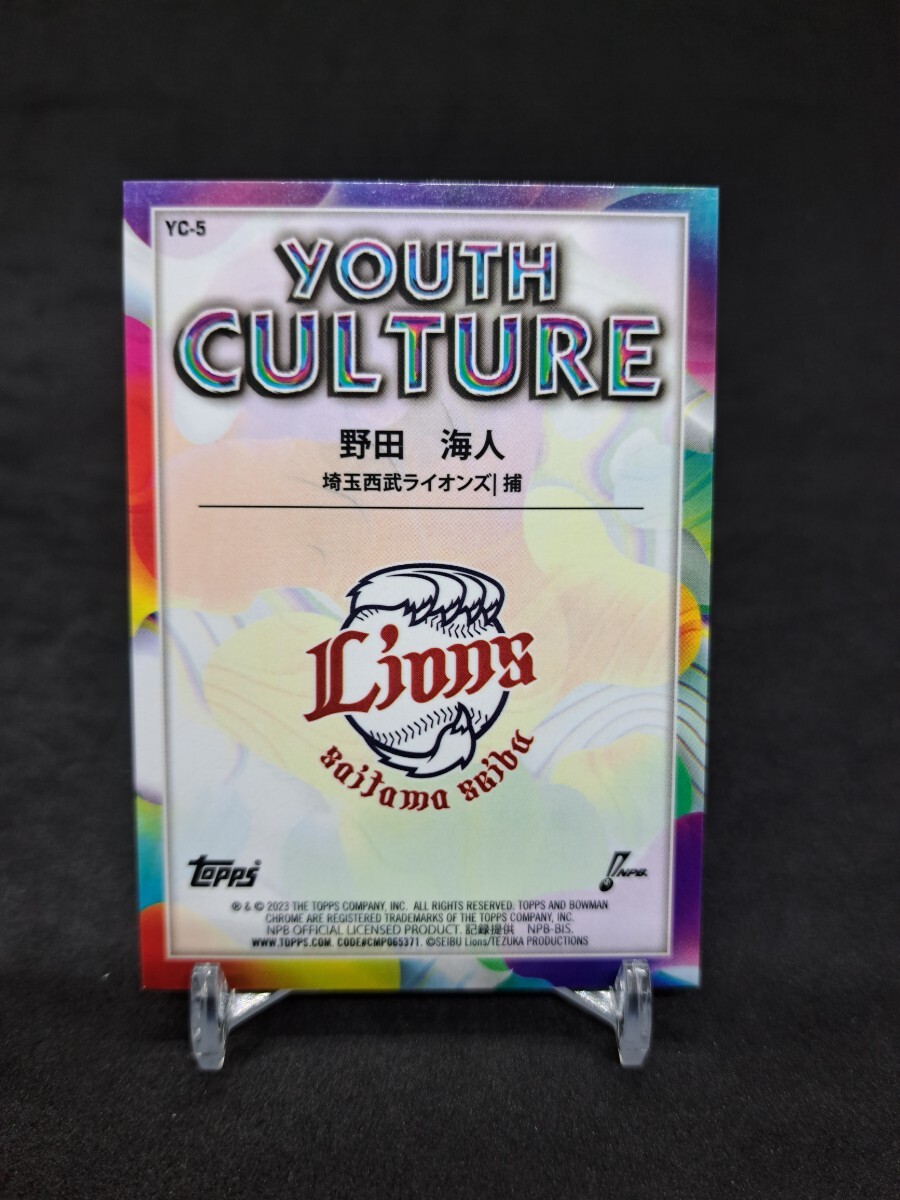 YC-5
YOUTH
CULTURE
野田　海人
埼玉西武ライオンズ| 捕
Lions
saitama seibu
Topps
NPB
℗ & © 2023 THE TOPPS COMPANY, INC. ALL RIGHTS RESERVED. TOPPS AND BOWMAN
CHROME ARE REGISTERED TRADEMARKS OF THE TOPPS COMPANY, INC.
NPB OFFICIAL LICENSED PRODUCT. 記録提供 NPB-BIS.
WWW.TOPPS.COM. CODE#CMP065371. ©SEIBU Lions/TEZUKA PRODUCTIONS